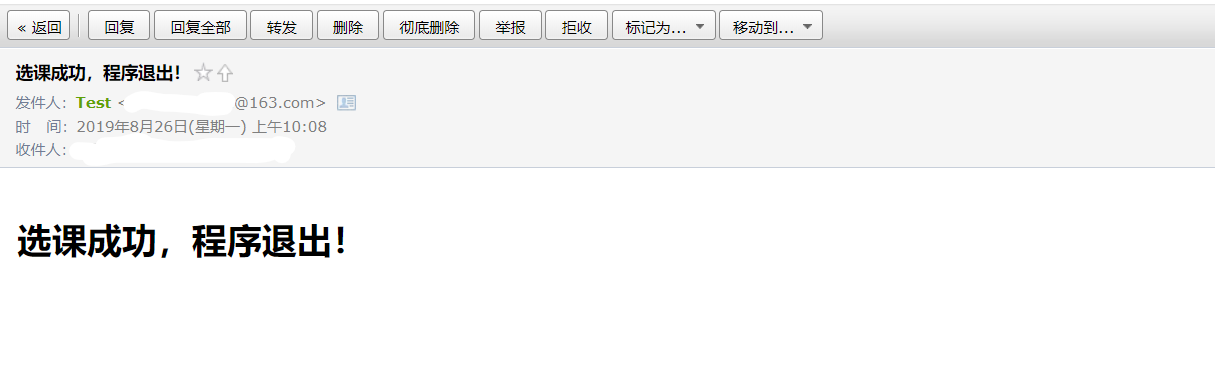 « 返回 回复 回复全部 转发 删除 彻底删除 举报 拒收 标记为... 移动到...
选课成功，程序退出！
发件人：Test < @163.com>
时　间：2019年8月26日(星期一) 上午10:08
收件人：
选课成功，程序退出！